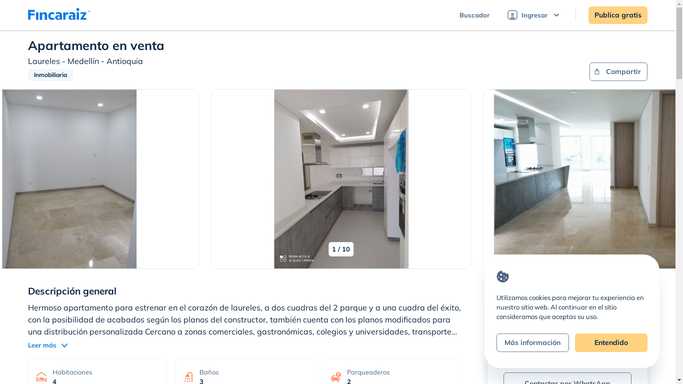 Fincaraiz
Buscador
Ingresar
Publica gratis
Apartamento en venta
Laureles - Medellín - Antioquia
Inmobiliaria
Compartir
1 / 10
Descripción general
Hermoso apartamento para estrenar en el corazón de laureles, a dos cuadras del 2 parque y a una cuadra del éxito,
con la posibilidad de acabados según los planos del constructor, también cuenta con los planos modificados para
una distribución personalizada Cercano a zonas comerciales, gastronómicas, colegios y universidades, transporte...
Leer más
Utilizamos cookies para mejorar tu experiencia en
nuestro sitio web. Al continuar en el sitio
consideramos que aceptas su uso.
Más información
Entendido
Habitaciones
4
Baños
3
Parqueaderos
2
Contactar por WhatsApp